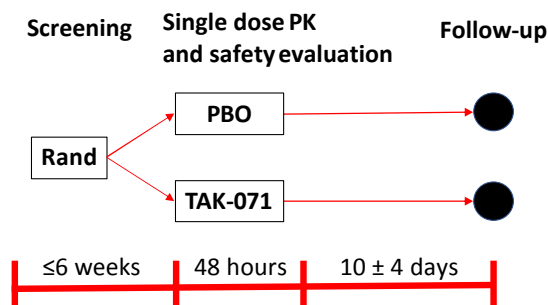 Screening
Single dose PK
and safety evaluation
Follow-up
PBO
Rand
TAK-071
≤6 weeks
48 hours
10 ± 4 days